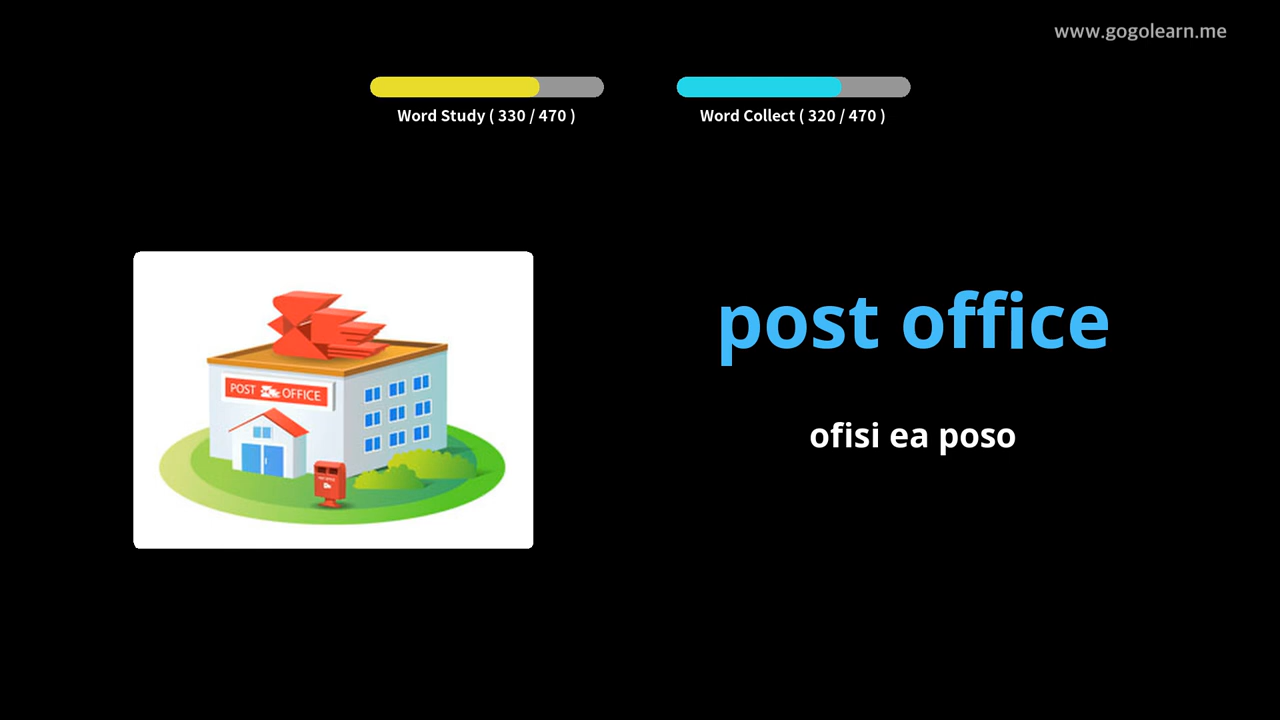 www.gogolearn.me
Word Study ( 330 / 470 )
Word Collect ( 320 / 470 )
POST OFFICE
post office
ofisi ea poso